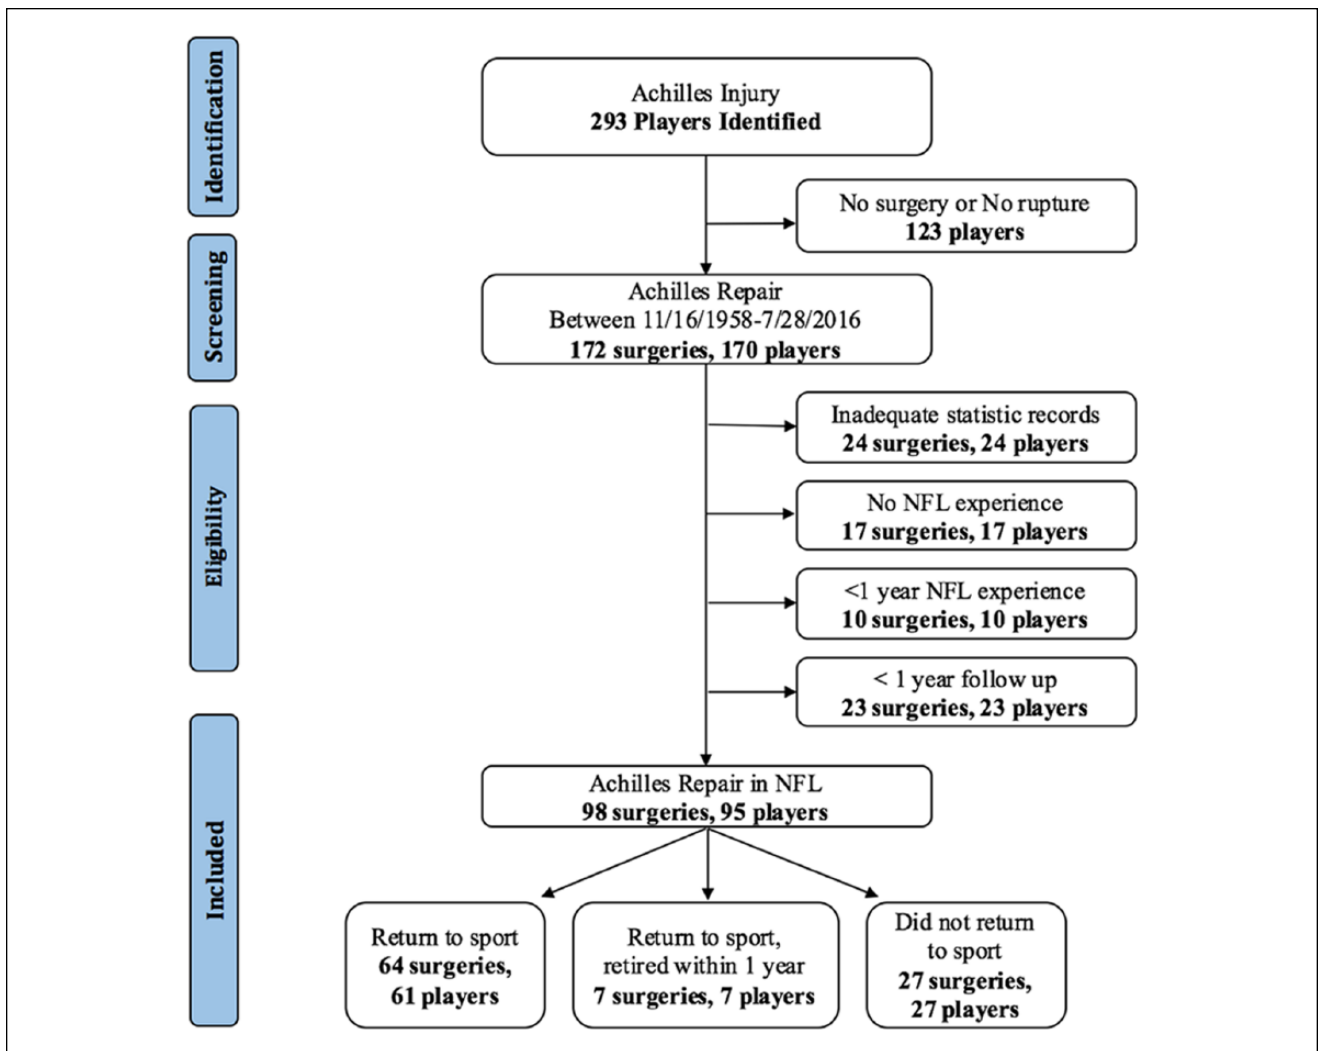 Identification
Achilles Injury
293 Players Identified
No surgery or No rupture
123 players
Screening
Achilles Repair
Between 11/16/1958-7/28/2016
172 surgeries, 170 players
Eligibility
Inadequate statistic records
24 surgeries, 24 players
No NFL experience
17 surgeries, 17 players
<1 year NFL experience
10 surgeries, 10 players
< 1 year follow up
23 surgeries, 23 players
Included
Achilles Repair in NFL
98 surgeries, 95 players
Return to sport
64 surgeries,
61 players
Return to sport,
retired within 1 year
7 surgeries, 7 players
Did not return
to sport
27 surgeries,
27 players